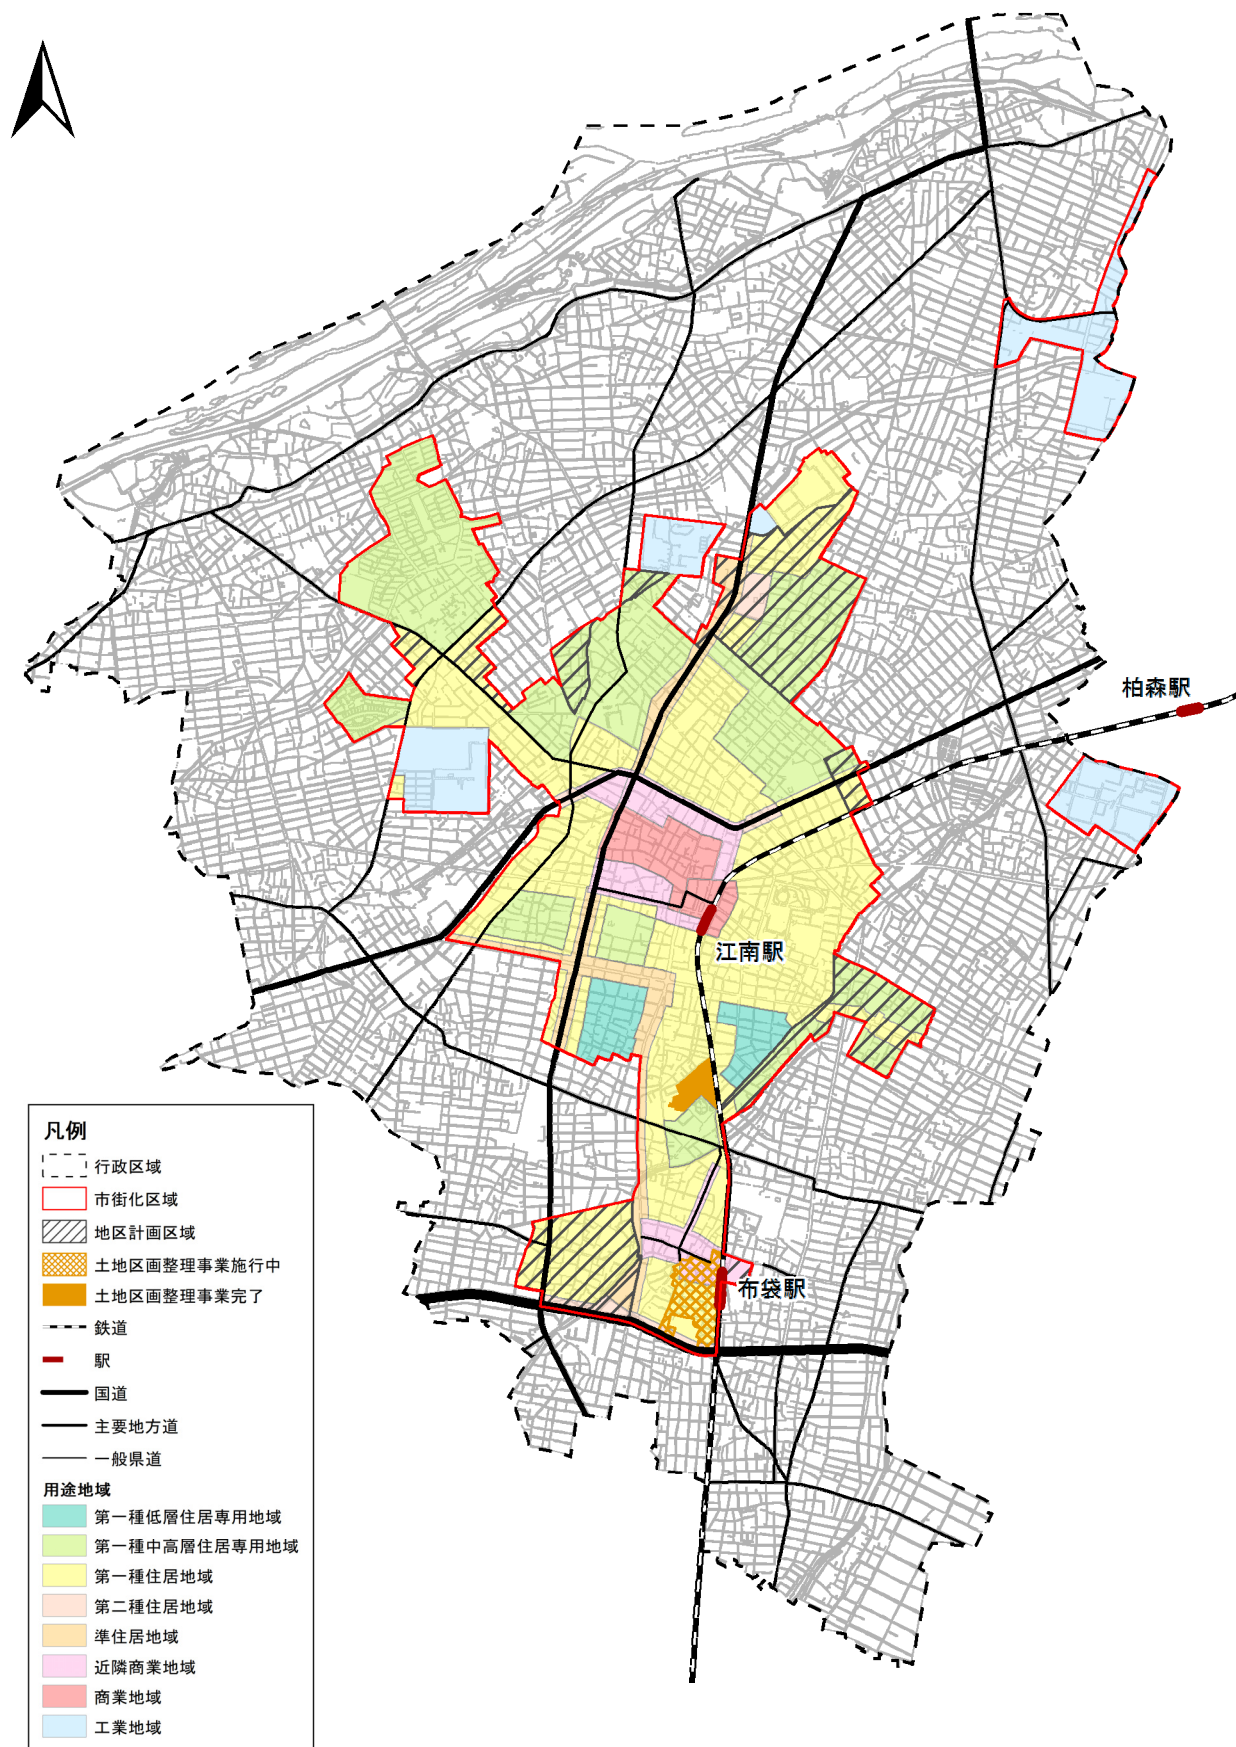 柏森駅
江南駅
布袋駅
凡例
行政区域
市街化区域
地区計画区域
土地区画整理事業施行中
土地区画整理事業完了
鉄道
駅
国道
主要地方道
一般県道
用途地域
第一種低層住居専用地域
第一種中高層住居専用地域
第一種住居地域
第二種住居地域
準住居地域
近隣商業地域
商業地域
工業地域